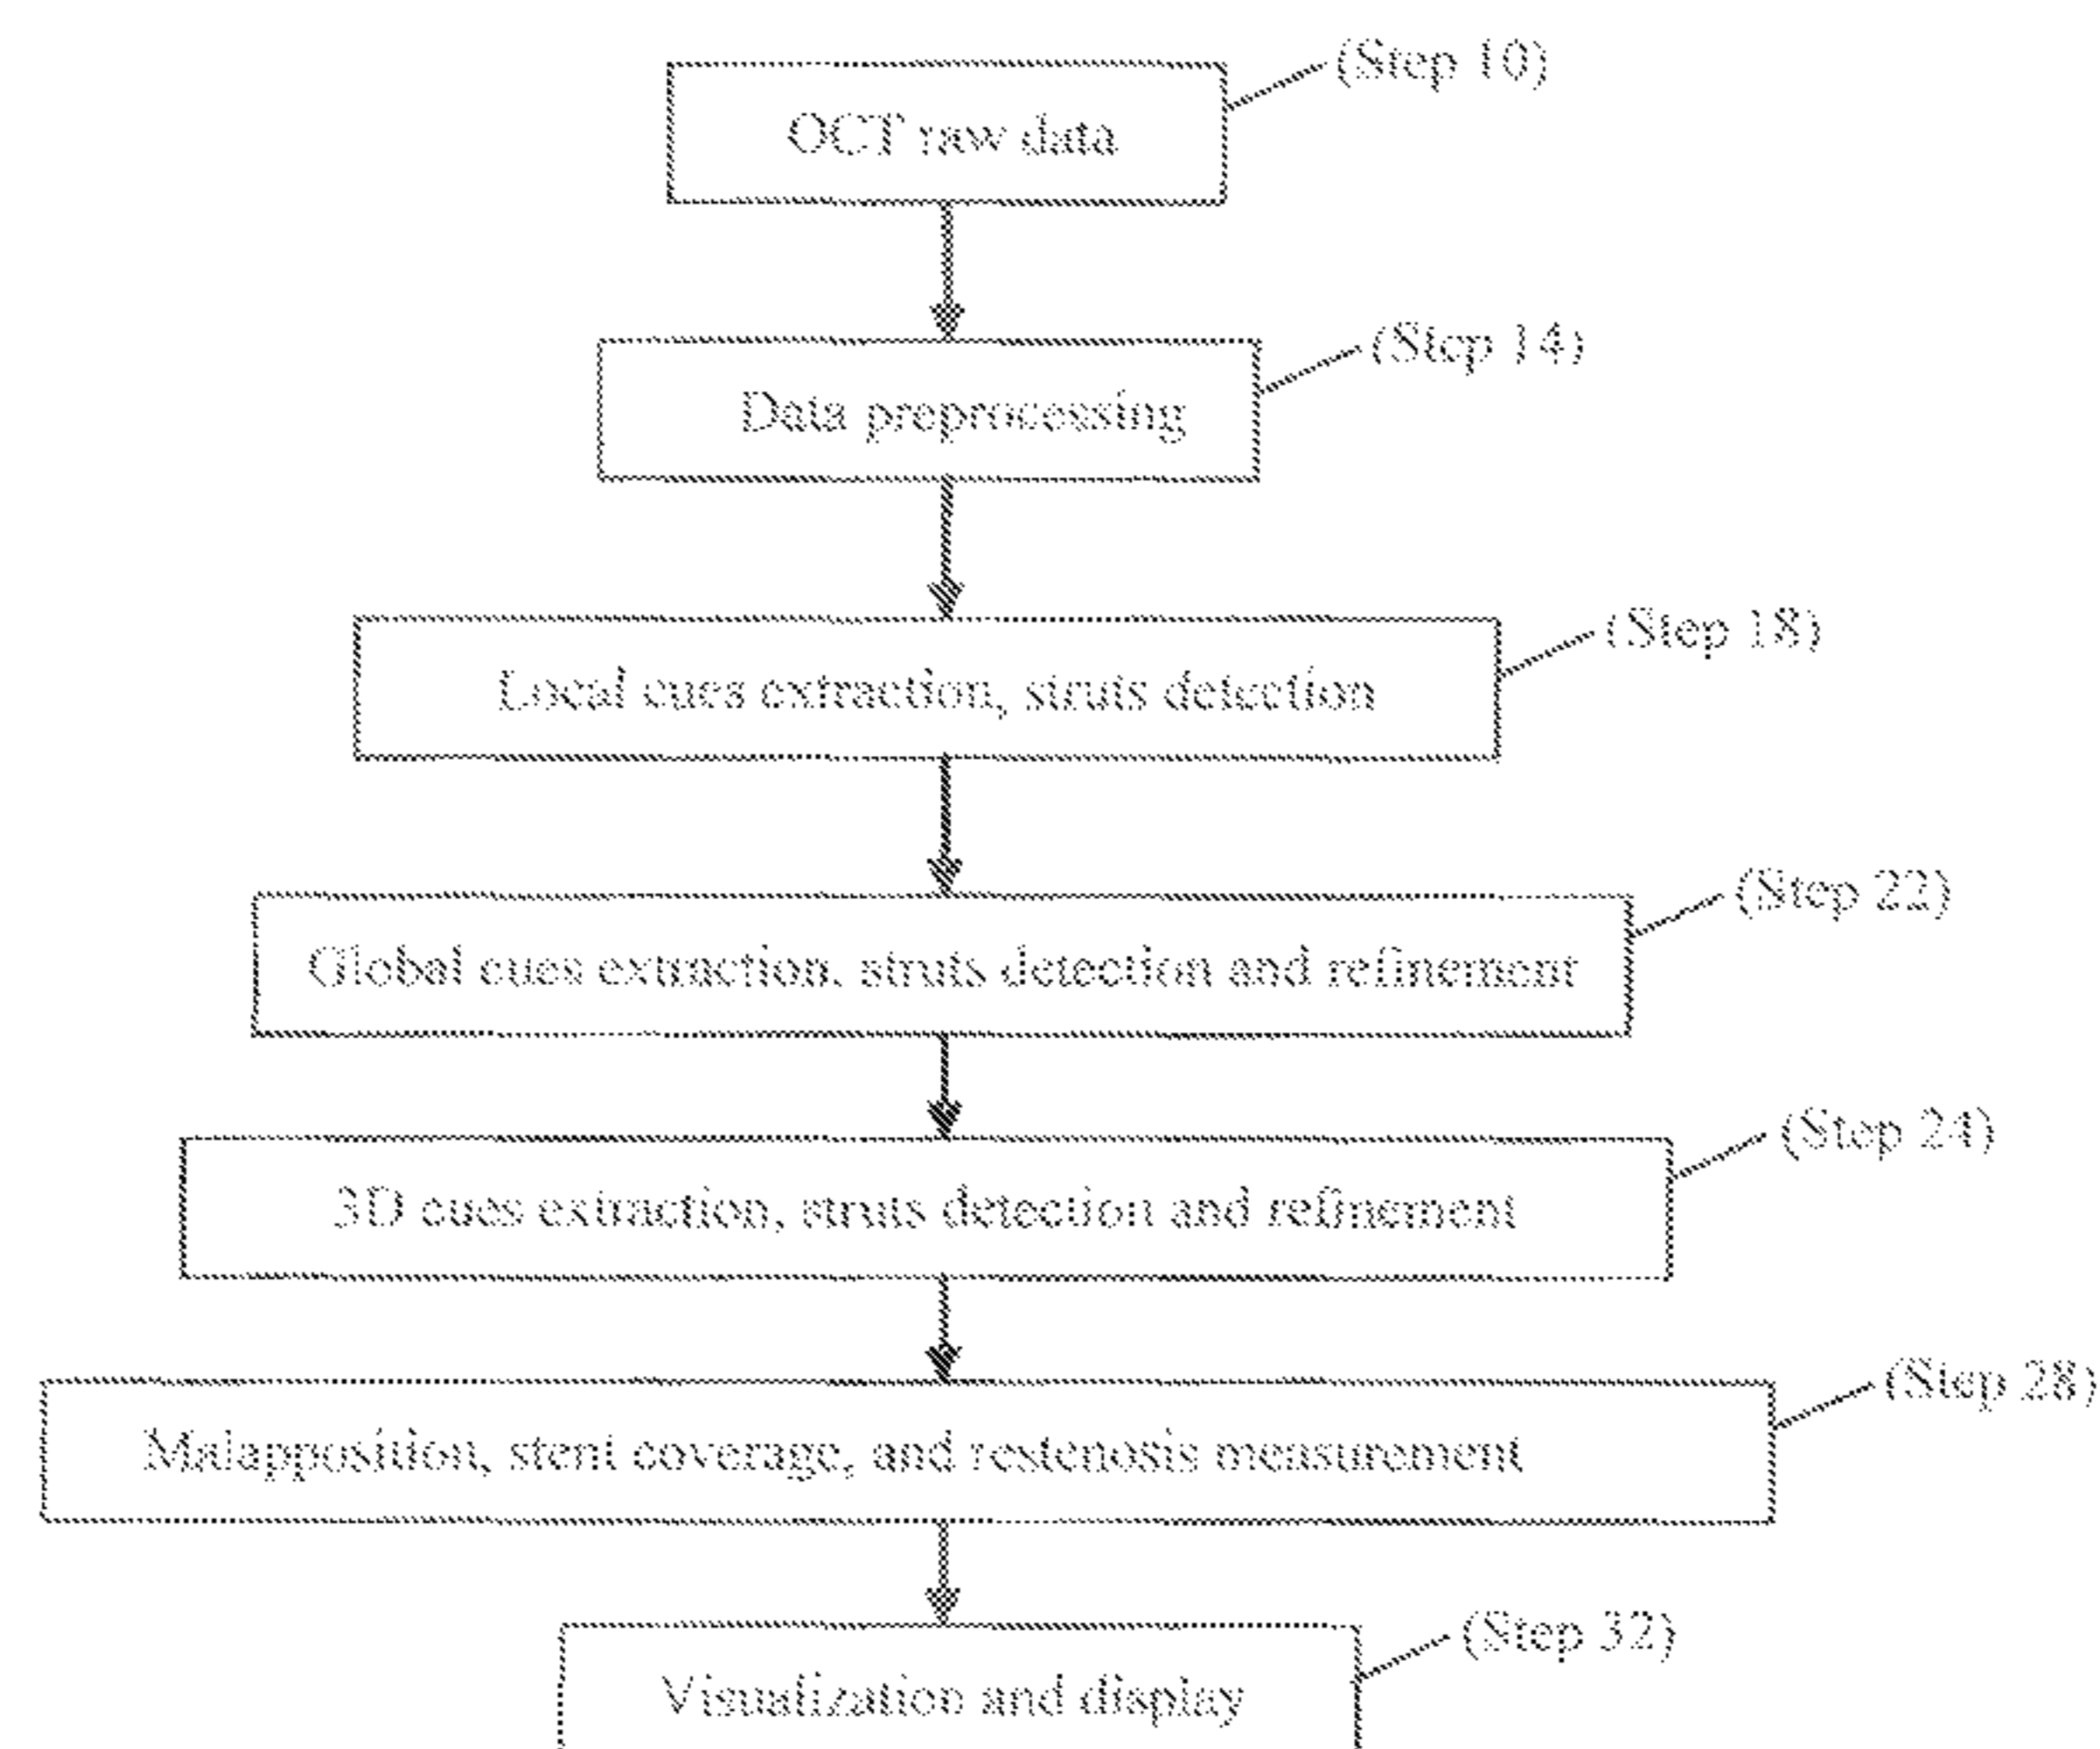 (Step 10)
OCT raw data
(Step 14)
Data preprocessing
(Step 18)
Local cues extraction, struts detection
(Step 22)
Global cues extraction, struts detection and refinement
(Step 24)
3D cues extraction, struts detection and refinement
(Step 28)
Malapposition, stent coverage, and restenosis measurement
(Step 32)
Visualization and display